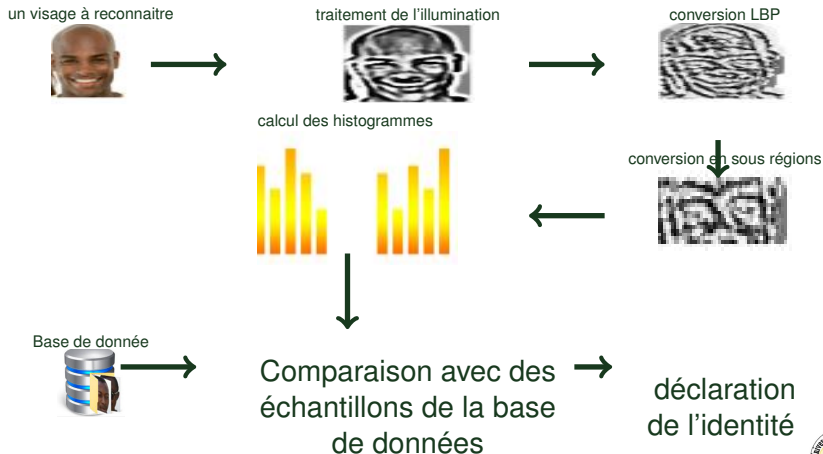 un visage à reconnaitre
traitement de l'illumination
conversion LBP
calcul des histogrammes
conversion en sous régions
Base de donnée
Comparaison avec des
échantillons de la base
de données
déclaration
de l'identité